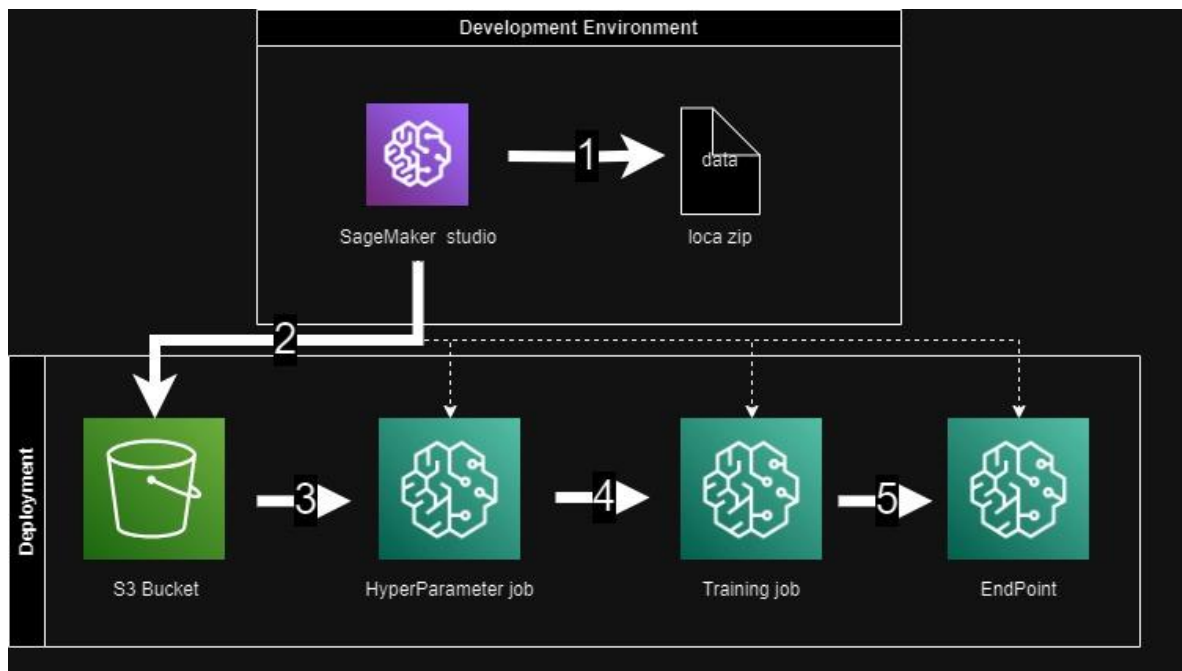 Development Environment
1
data
SageMaker studio
loca zip
2
Deployment
3
4
5
S3 Bucket
HyperParameter job
Training job
EndPoint